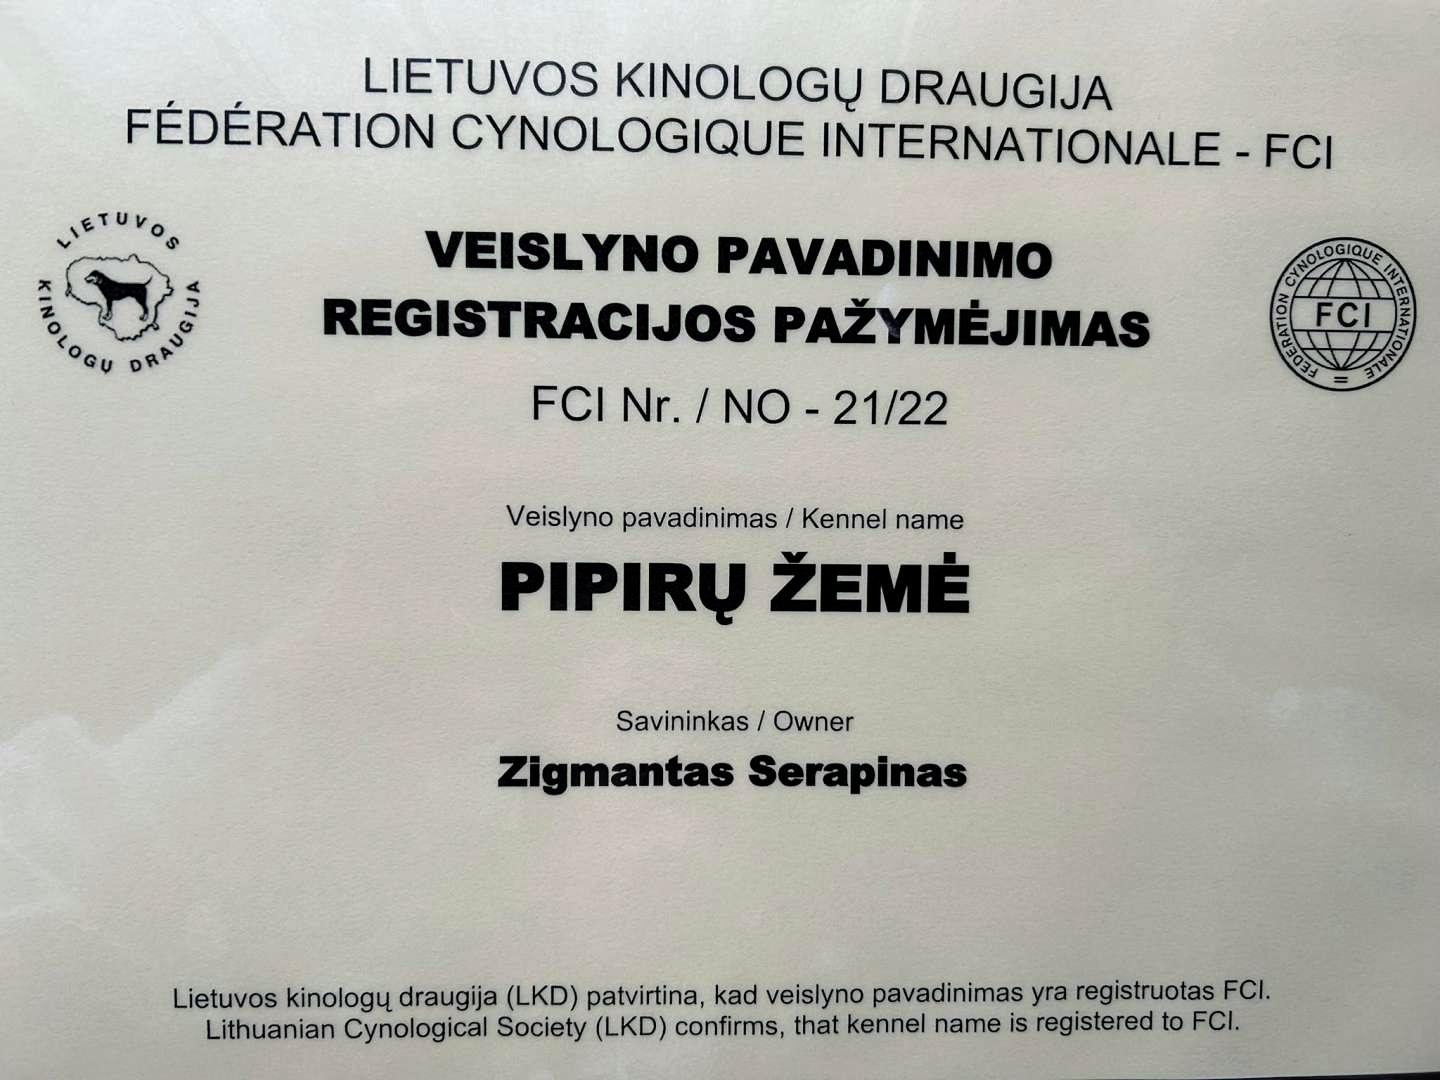 LIETUVOS KINOLOGŲ DRAUGIJA
FÉDÉRATION CYNOLOGIQUE INTERNATIONALE - FCI
LIETUVOS KINOLOGŲ DRAUGIJA
VEISLYNO PAVADINIMO
REGISTRACIJOS PAŽYMĖJIMAS
FEDERATION CYNOLOGIQUE INTERNATIONALE
FCI
FCI Nr. / NO - 21/22
Veislyno pavadinimas / Kennel name
PIPIRŲ ŽEMĖ
Savininkas / Owner
Zigmantas Serapinas
Lietuvos kinologų draugija (LKD) patvirtina, kad veislyno pavadinimas yra registruotas FCI.
Lithuanian Cynological Society (LKD) confirms, that kennel name is registered to FCI.